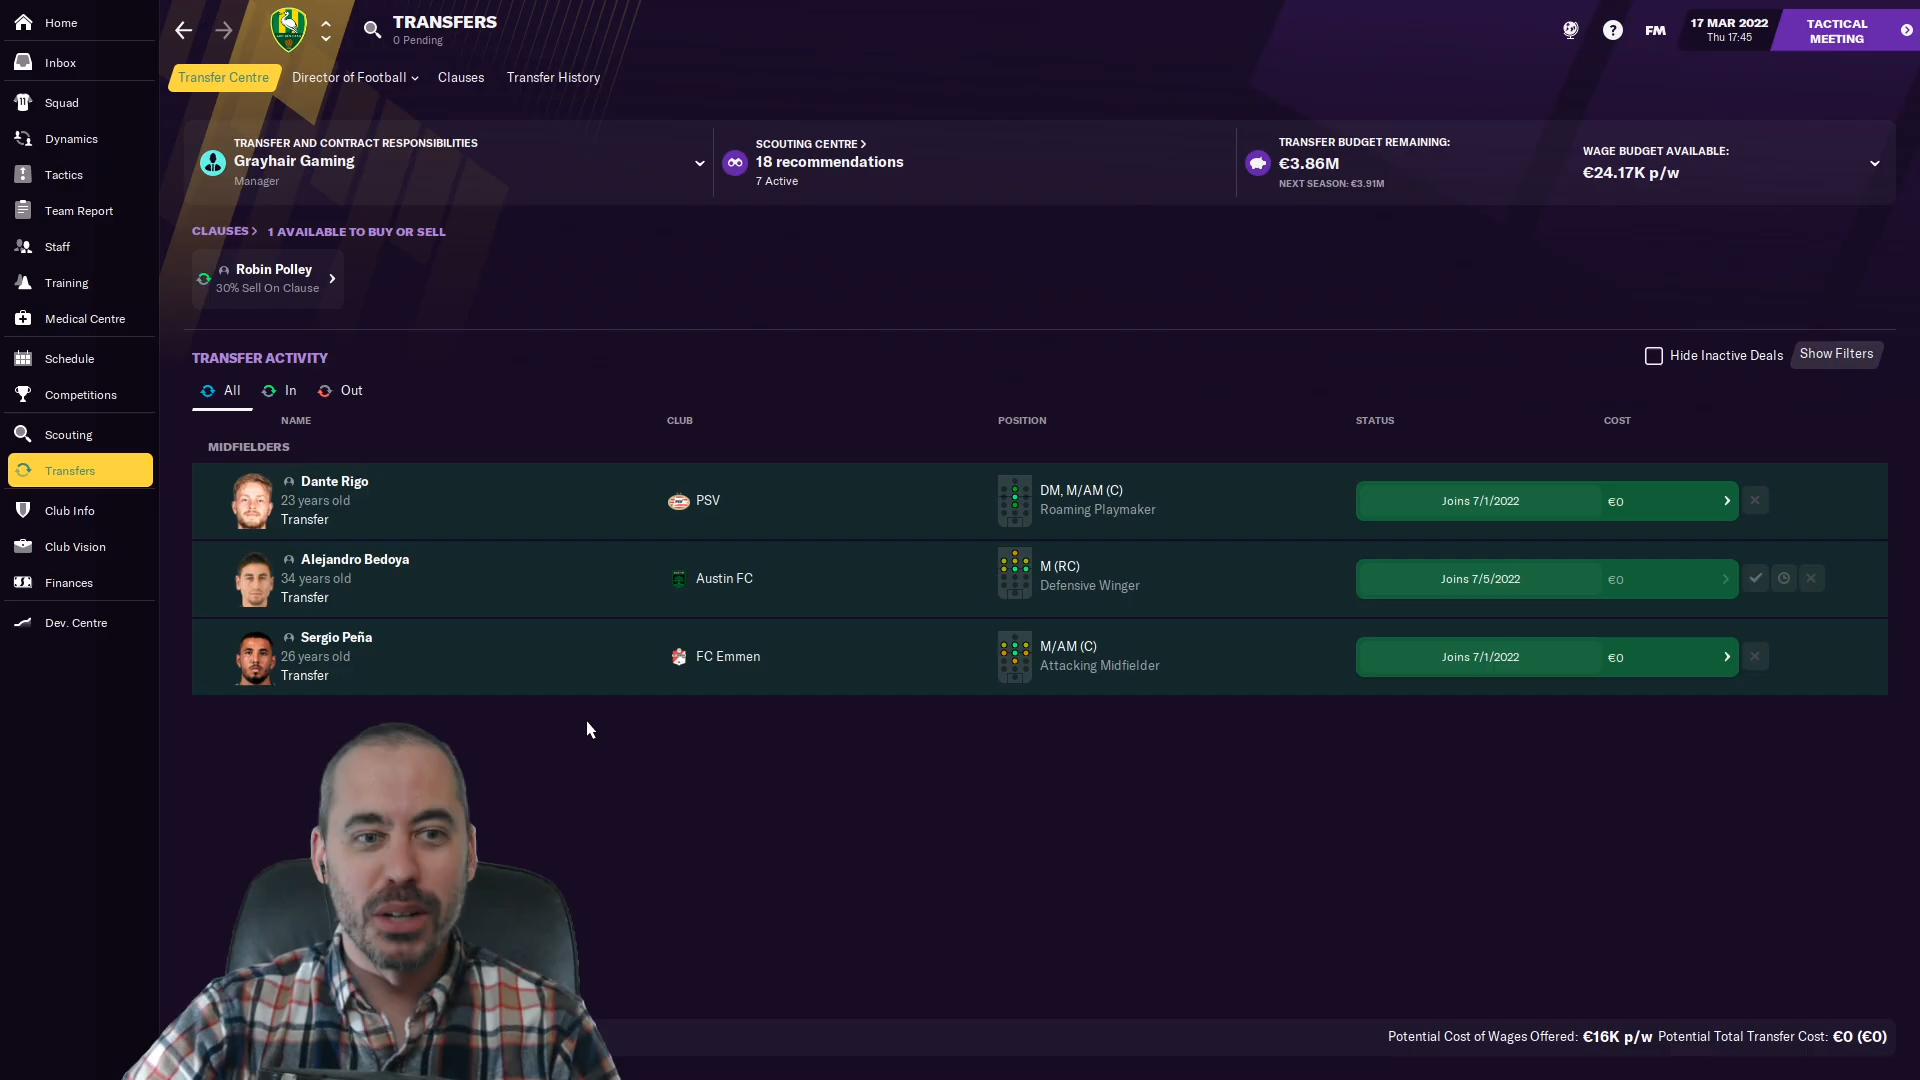 Home
Inbox
Squad
Dynamics
Tactics
Team Report
Staff
Training
Medical Centre
Schedule
Competitions
Scouting
Transfers
Club Info
Club Vision
Finances
Dev. Centre
TRANSFERS
0 Pending
FM
17 MAR 2022
Thu 17:45
TACTICAL
MEETING
Transfer Centre
Director of Football
Clauses
Transfer History
TRANSFER AND CONTRACT RESPONSIBILITIES
Grayhair Gaming
Manager
SCOUTING CENTRE
18 recommendations
7 Active
TRANSFER BUDGET REMAINING:
€3.86M
NEXT SEASON: €3.91M
WAGE BUDGET AVAILABLE:
€24.17K p/w
CLAUSES 1 AVAILABLE TO BUY OR SELL
Robin Polley
30% Sell On Clause
TRANSFER ACTIVITY
Hide Inactive Deals
Show Filters
All
In
Out
NAME CLUB POSITION STATUS COST
MIDFIELDERS
Dante Rigo
23 years old
Transfer
PSV
DM, M/AM (C)
Roaming Playmaker
Joins 7/1/2022 €0
Alejandro Bedoya
34 years old
Transfer
Austin FC
M (RC)
Defensive Winger
Joins 7/5/2022 €0
Sergio Peña
26 years old
Transfer
FC Emmen
M/AM (C)
Attacking Midfielder
Joins 7/1/2022 €0
Potential Cost of Wages Offered: €16K p/w Potential Total Transfer Cost: €0 (€0)